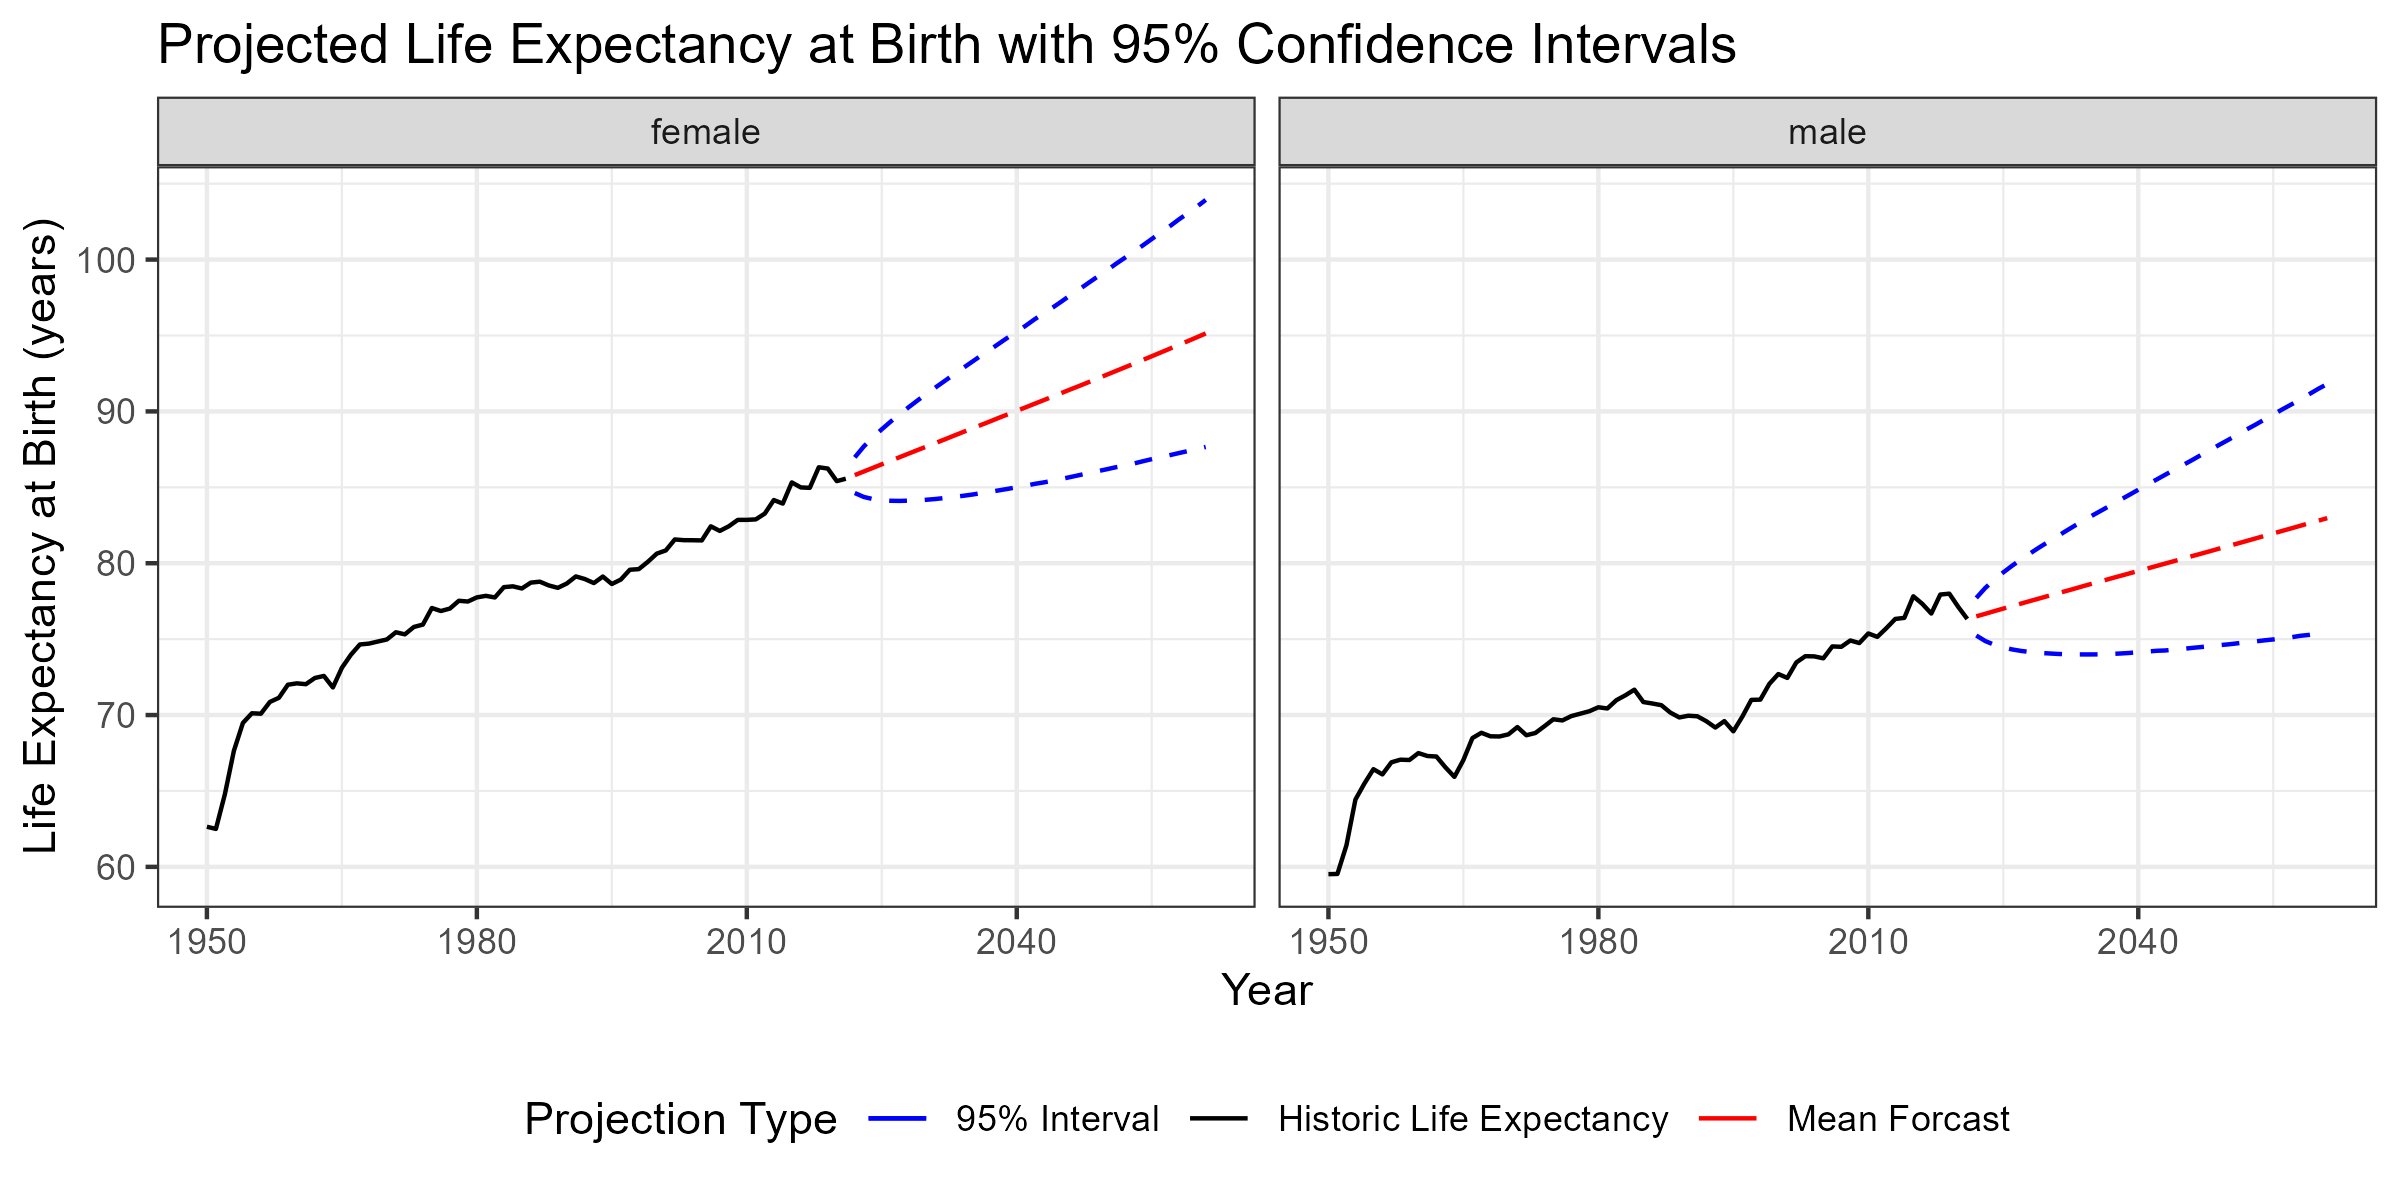 Projected Life Expectancy at Birth with 95% Confidence Intervals
female
male
Life Expectancy at Birth (years)
100
90
80
70
60
1950 1980 2010 2040
1950 1980 2010 2040
Year
Projection Type 95% Interval Historic Life Expectancy Mean Forcast